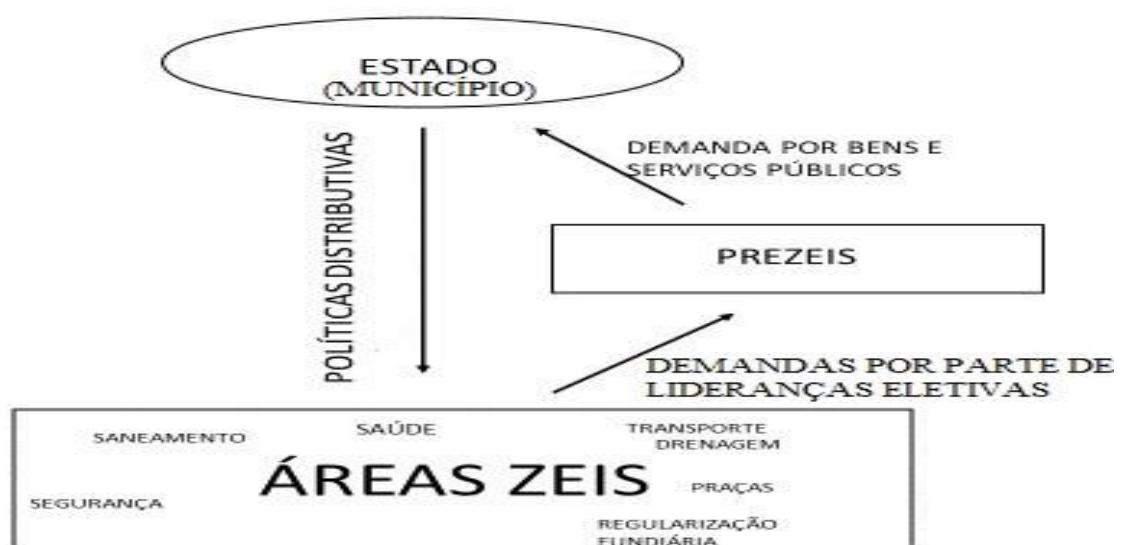 ESTADO
(MUNICÍPIO)
POLÍTICAS DISTRIBUTIVAS
DEMANDA POR BENS E
SERVIÇOS PÚBLICOS
PREZEIS
DEMANDAS POR PARTE DE
LIDERANÇAS ELETIVAS
SANEAMENTO
SAÚDE
TRANSPORTE
DRENAGEM
ÁREAS ZEIS
PRAÇAS
SEGURANÇA
REGULARIZAÇÃO
FUNDIÁRIA